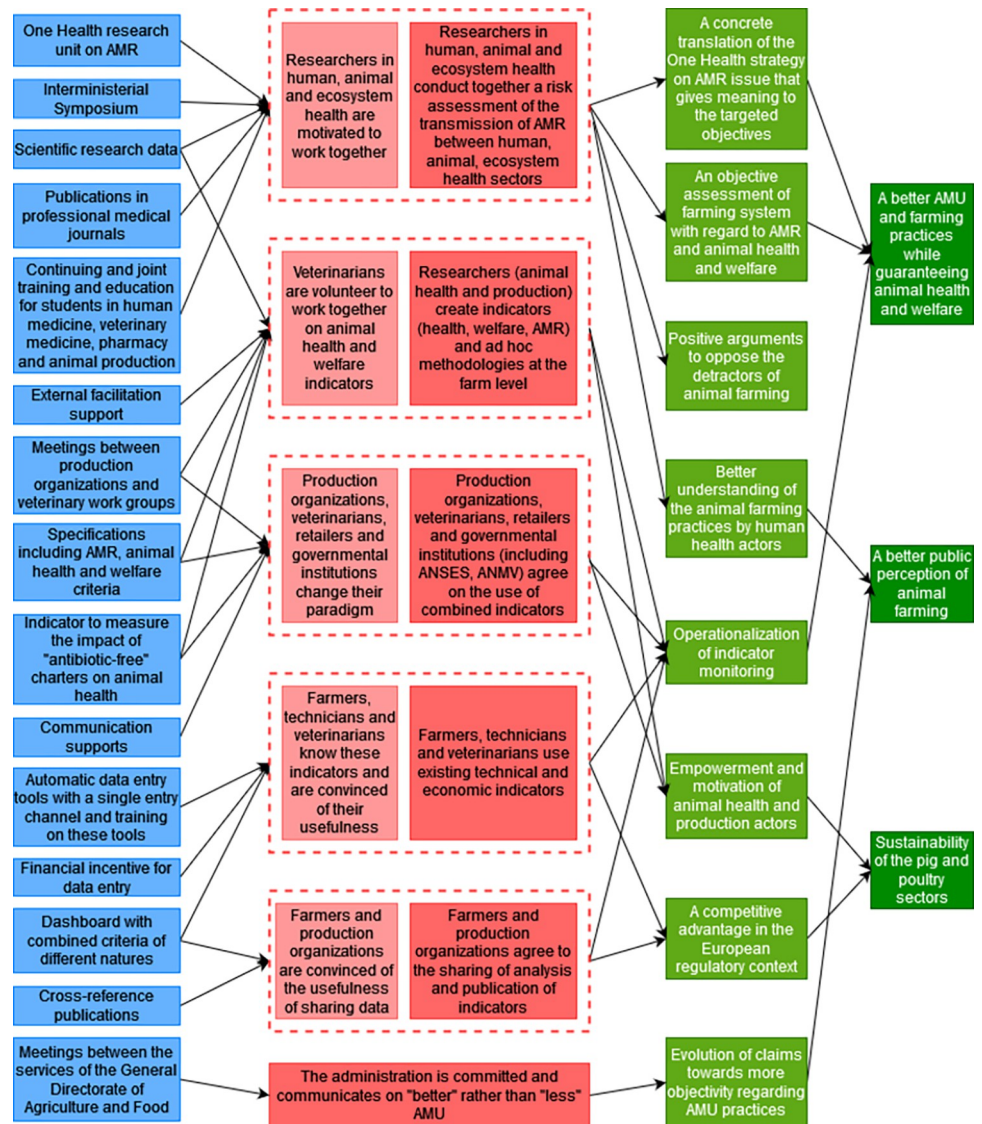 One Health research
unit on AMR
Interministerial
Symposium
Scientific research data
Publications in
professional medical
journals
Continuing and joint
training and education
for students in human
medicine, veterinary
medicine, pharmacy
and animal production
External facilitation
support
Meetings between
production
organizations and
veterinary work groups
Specifications
including AMR, animal
health and welfare
criteria
Indicator to measure
the impact of
"antibiotic-free"
charters on animal
health
Communication
supports
Automatic data entry
tools with a single entry
channel and training
on these tools
Financial incentive for
data entry
Dashboard with
combined criteria of
different natures
Cross-reference
publications
Meetings between the
services of the General
Directorate of
Agriculture and Food
Researchers in
human, animal
and ecosystem
health are
motivated to
work together
Researchers in
human, animal and
ecosystem health
conduct together a risk
assessment of the
transmission of AMR
between human,
animal, ecosystem
health sectors
Veterinarians
are volunteer to
work together
on animal
health and
welfare
indicators
Researchers (animal
health and production)
create indicators
(health, welfare, AMR)
and ad hoc
methodologies at the
farm level
Production
organizations,
veterinarians,
retailers and
governmental
institutions
change their
paradigm
Production
organizations,
veterinarians, retailers
and governmental
institutions (including
ANSES, ANMV) agree
on the use of
combined indicators
Farmers,
technicians and
veterinarians
know these
indicators and
are convinced
of their
usefulness
Farmers, technicians
and veterinarians use
existing technical and
economic indicators
Farmers and
production
organizations
are convinced of
the usefulness
of sharing data
Farmers and
production
organizations agree to
the sharing of analysis
and publication of
indicators
The administration is committed and
communicates on "better" rather than "less"
AMU
A concrete
translation of the
One Health strategy
on AMR issue that
gives meaning to
the targeted
objectives
An objective
assessment of
farming system
with regard to AMR
and animal health
and welfare
Positive arguments
to oppose the
detractors of
animal farming
Better
understanding of
the animal farming
practices by human
health actors
Operationalization
of indicator
monitoring
Empowerment and
motivation of
animal health and
production actors
A competitive
advantage in the
European
regulatory context
Evolution of claims
towards more
objectivity regarding
AMU practices
A better AMU
and farming
practices
while
guaranteeing
animal health
and welfare
A better public
perception of
animal
farming
Sustainability
of the pig and
poultry
sectors